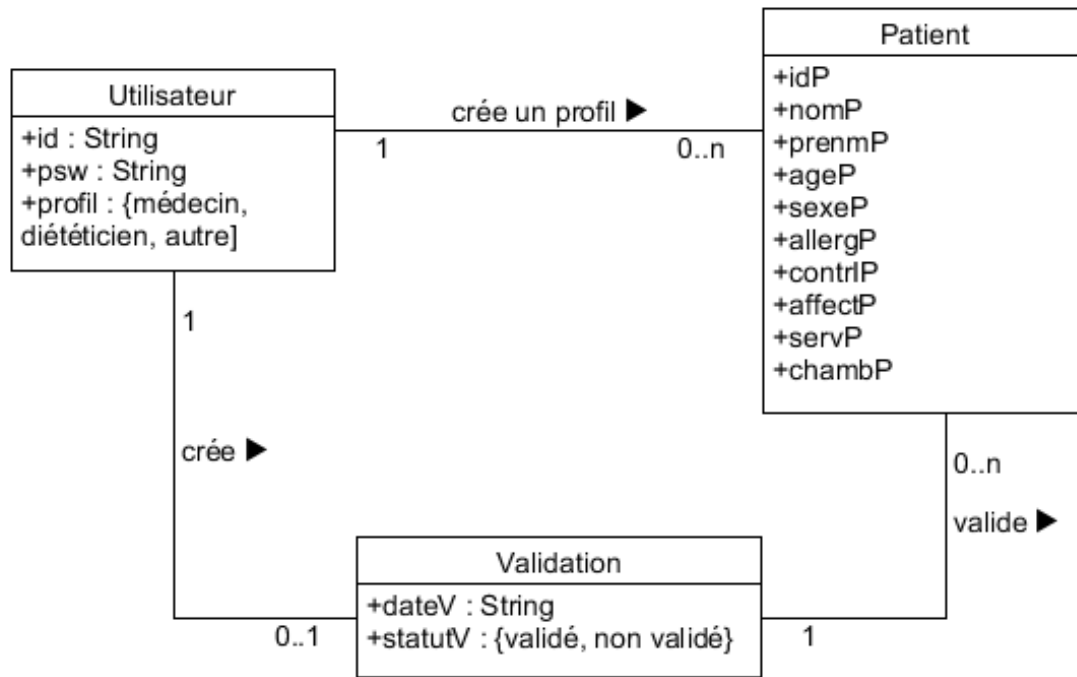 Utilisateur
+id : String
+psw : String
+profil : {médecin,
diététicien, autre]
crée un profil ▶
1
0..n
Patient
+idP
+nomP
+prenmP
+ageP
+sexeP
+allergP
+contrIP
+affectP
+servP
+chambP
1
crée ▶
0..1
0..n
valide ▶
1
Validation
+dateV : String
+statutV : {validé, non validé}